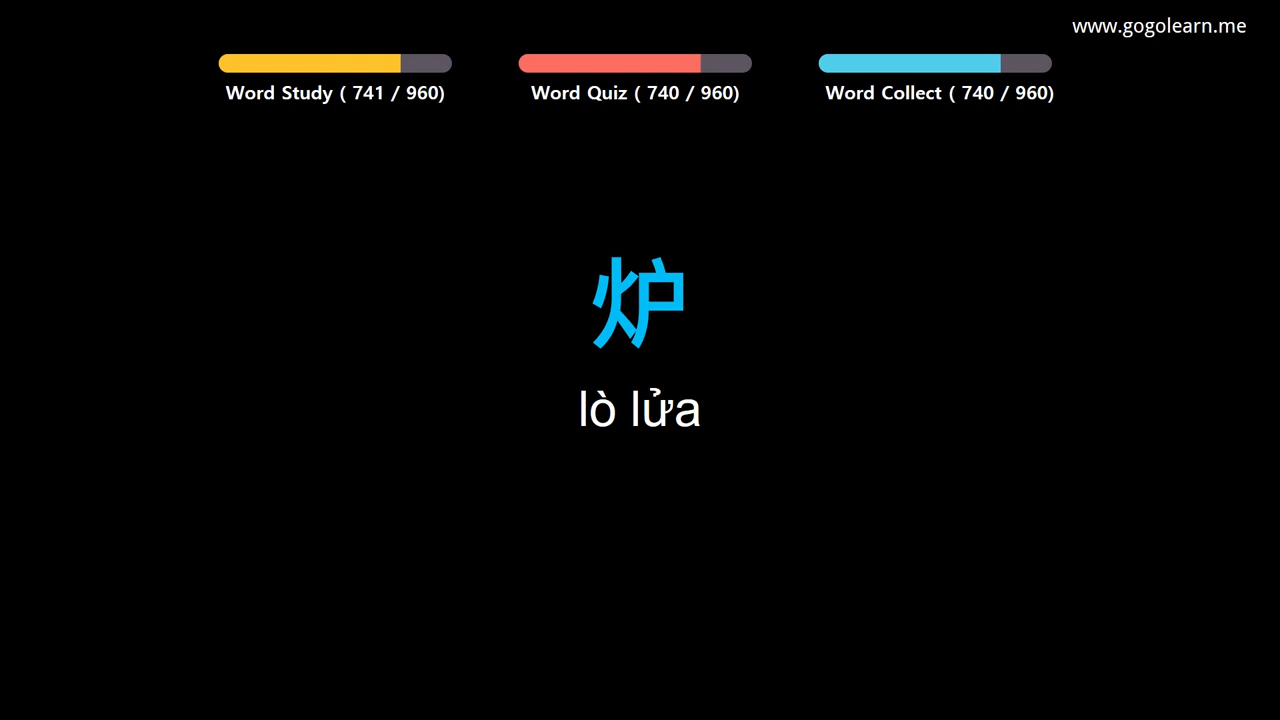 www.gogolearn.me
Word Study ( 741 / 960)
Word Quiz ( 740 / 960)
Word Collect ( 740 / 960)
炉
lò lửa